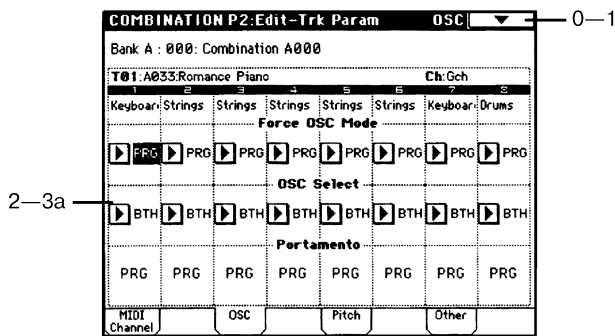 COMBINATION P2:Edit-Trk Param OSC
0—1
Bank A : 000: Combination A000
T01:A033:Romance Piano Ch:Gch
1 2 3 4 5 6 7 8
Keyboar Strings Strings Strings Strings Strings Keyboar Drums
Force OSC Mode
PRG PRG PRG PRG PRG PRG PRG PRG
OSC Select
2—3a
BTH BTH BTH BTH BTH BTH BTH BTH
Portamento
PRG PRG PRG PRG PRG PRG PRG PRG
MIDI Channel OSC Pitch Other